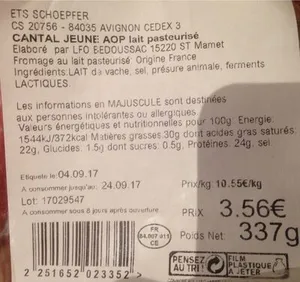 ETS SCHOEPFER
CS 20756 - 84035 AVIGNON CEDEX 3
CANTAL JEUNE AOP lait pasteurisé
Elaboré par LFO BEDOUSSAC 15220 ST Mamet
Fromage au lait pasteurisé Origine France
Ingrédients:LAIT de vache, sel, présure animale, ferments
LACTIQUES.
Les informations en MAJUSCULE sont destinées
aux personnes intolérantes ou allergiques.
Valeurs énergétiques et nutritionnelles pour 100g: Energie:
1544kJ/372kcal Matières grasses:30g dont acides gras saturés:
22g, Glucides: 1.5g dont sucres: 0.5g, Protéines: 24g, sel
Etiqueté le: 04.09.17
A consommer jusqu'au: 24.09.17
Prix/kg: 10.55€/kg
Lot: 17029547
A consommer sous 8 jours après ouverture
PRIX 3.56€
Poids Net: 337g
FR
84.007.411
CE
PENSEZ
AU TRI !
FILM
PLASTIQUE
À JETER
2 251652 023352 >